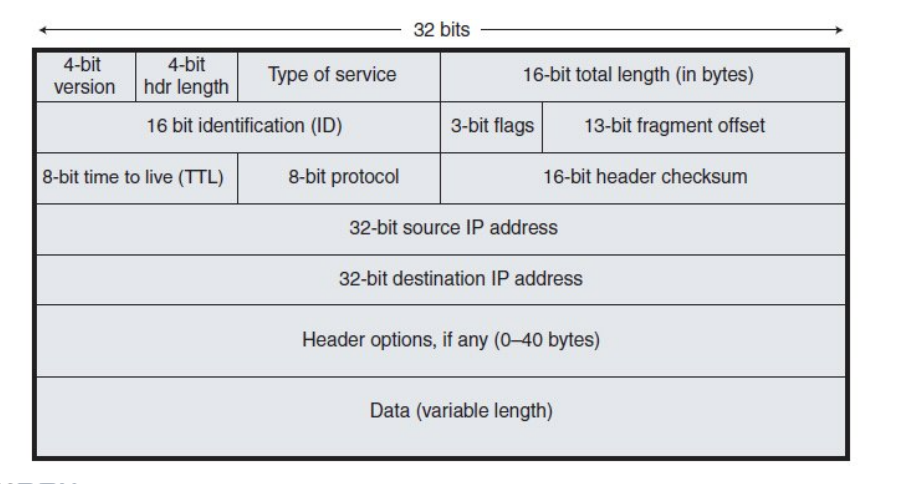 32 bits
4-bit version
4-bit hdr length
Type of service
16-bit total length (in bytes)
16 bit identification (ID)
3-bit flags
13-bit fragment offset
8-bit time to live (TTL)
8-bit protocol
16-bit header checksum
32-bit source IP address
32-bit destination IP address
Header options, if any (0–40 bytes)
Data (variable length)